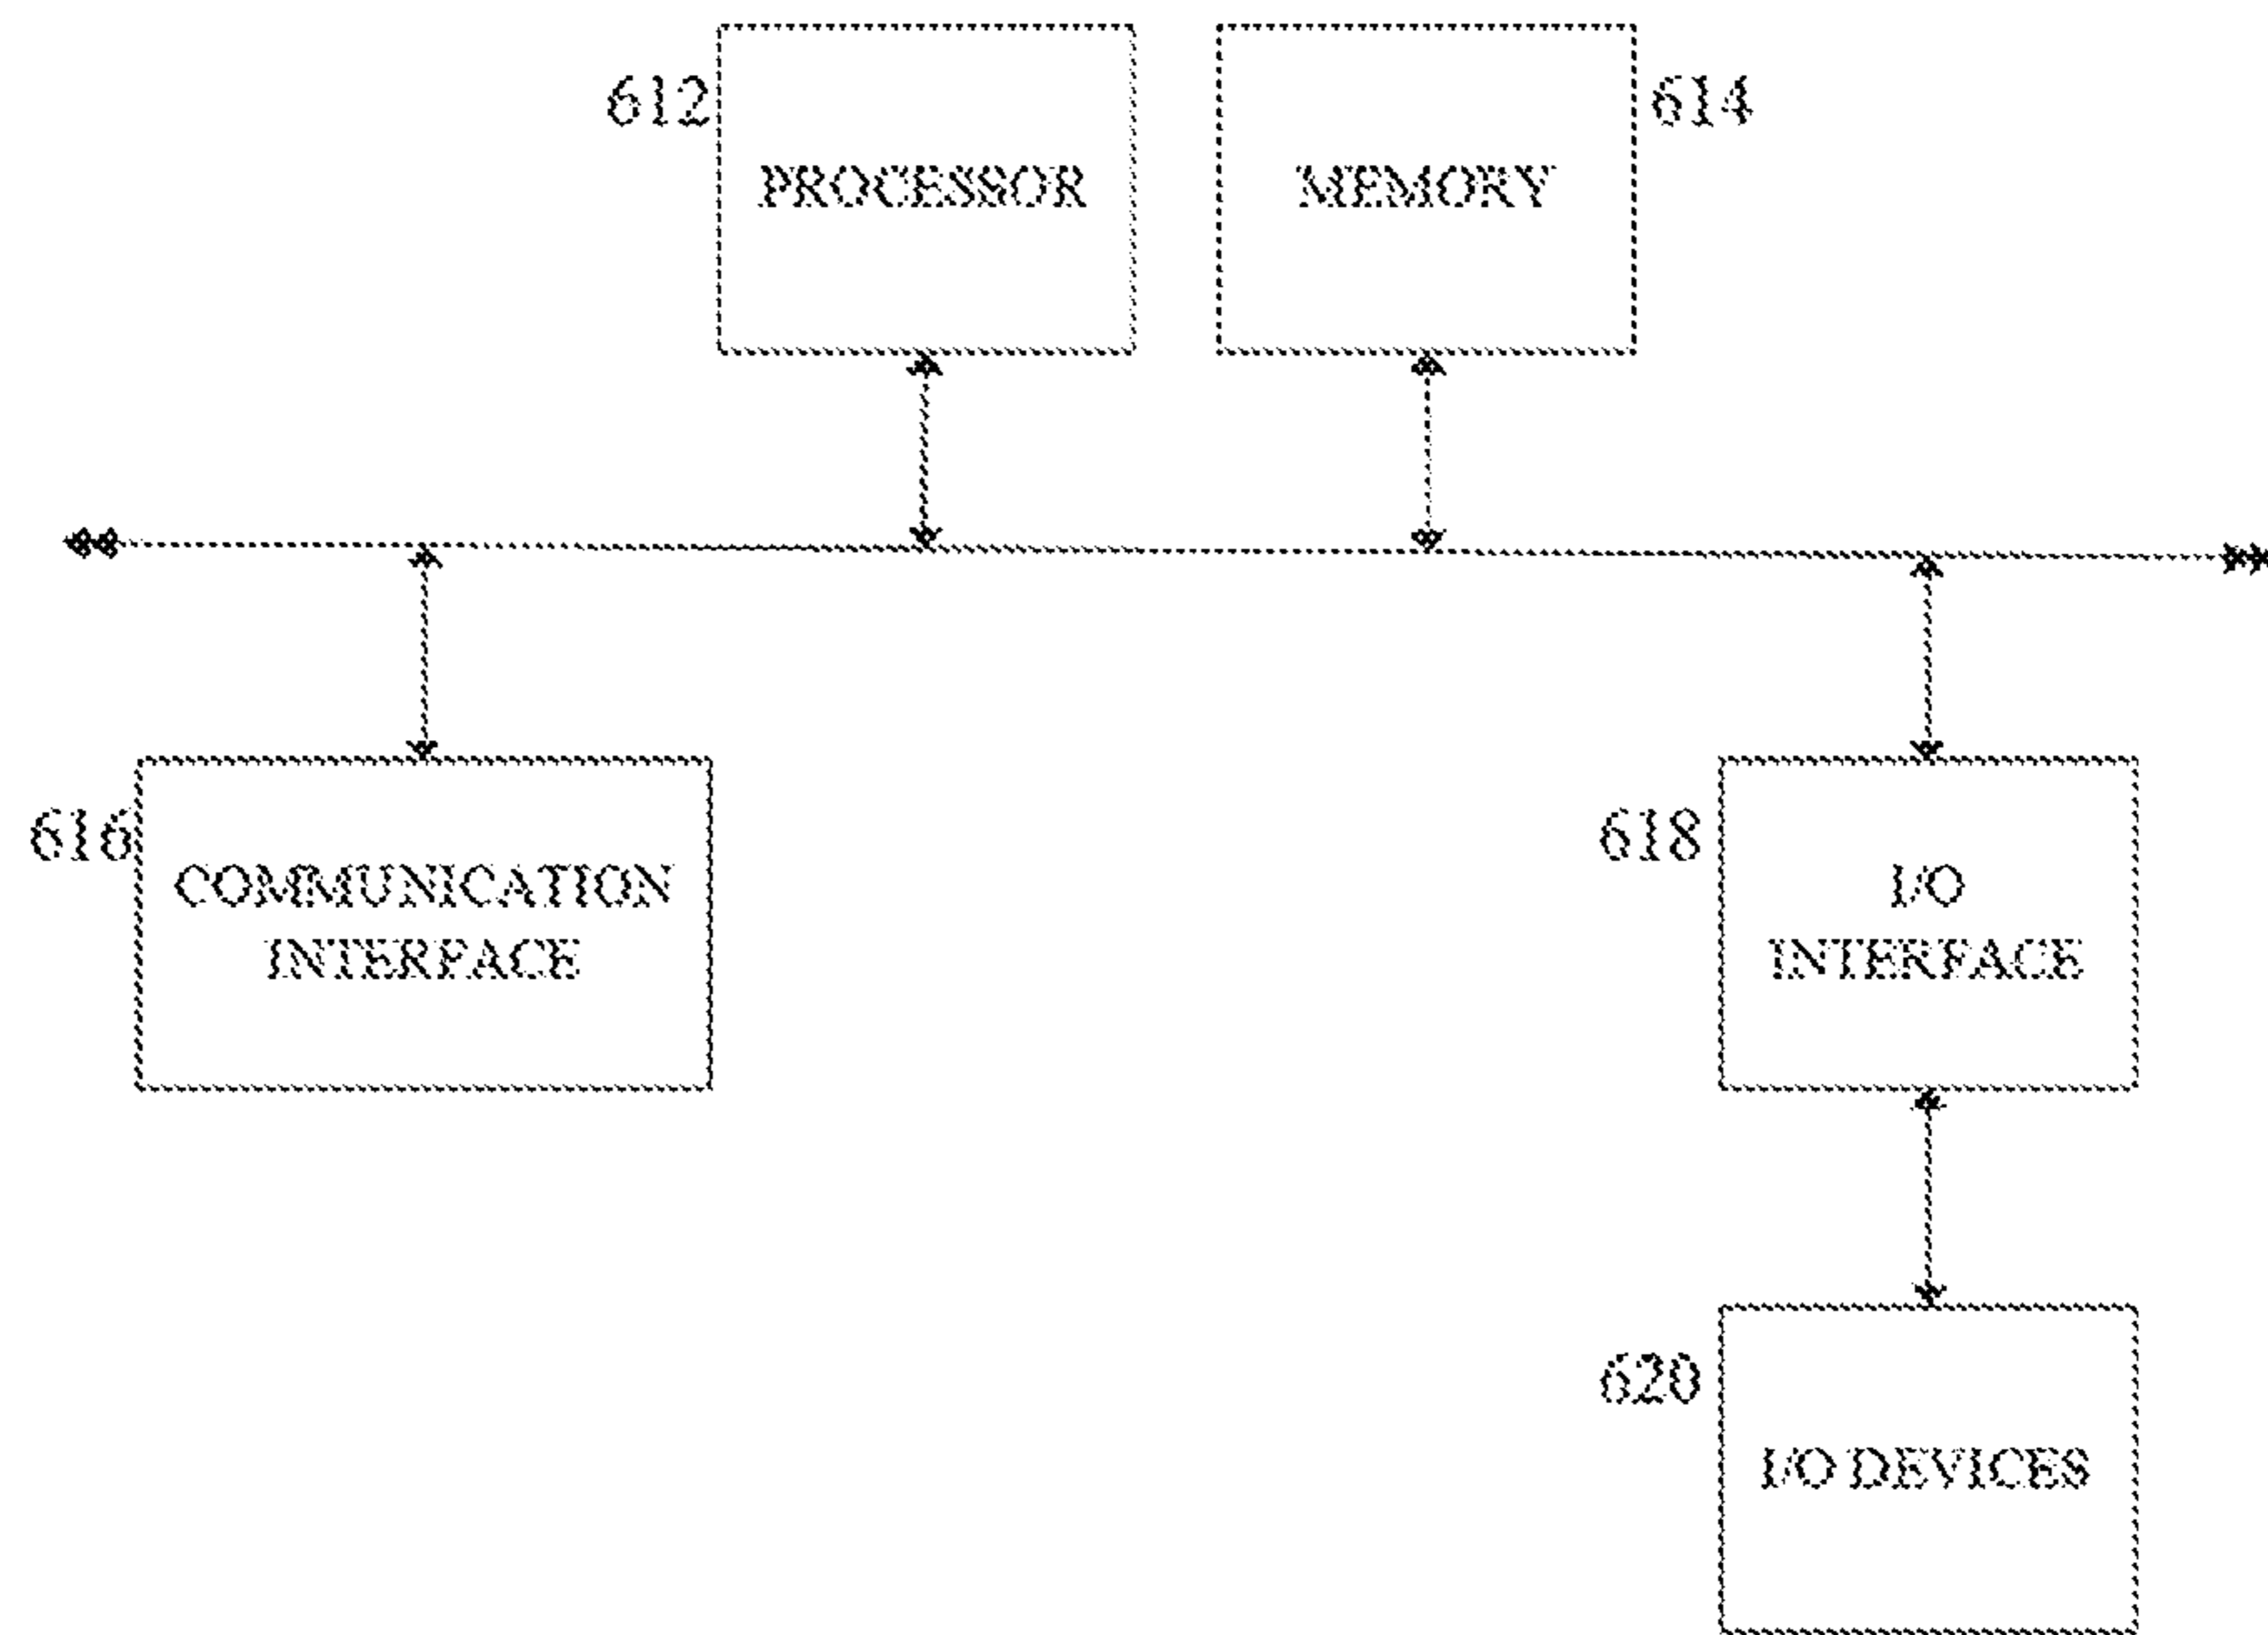 612
PROCESSOR
MEMORY
614
616
COMMUNICATION
INTERFACE
618
I/O
INTERFACE
620
I/O DEVICES